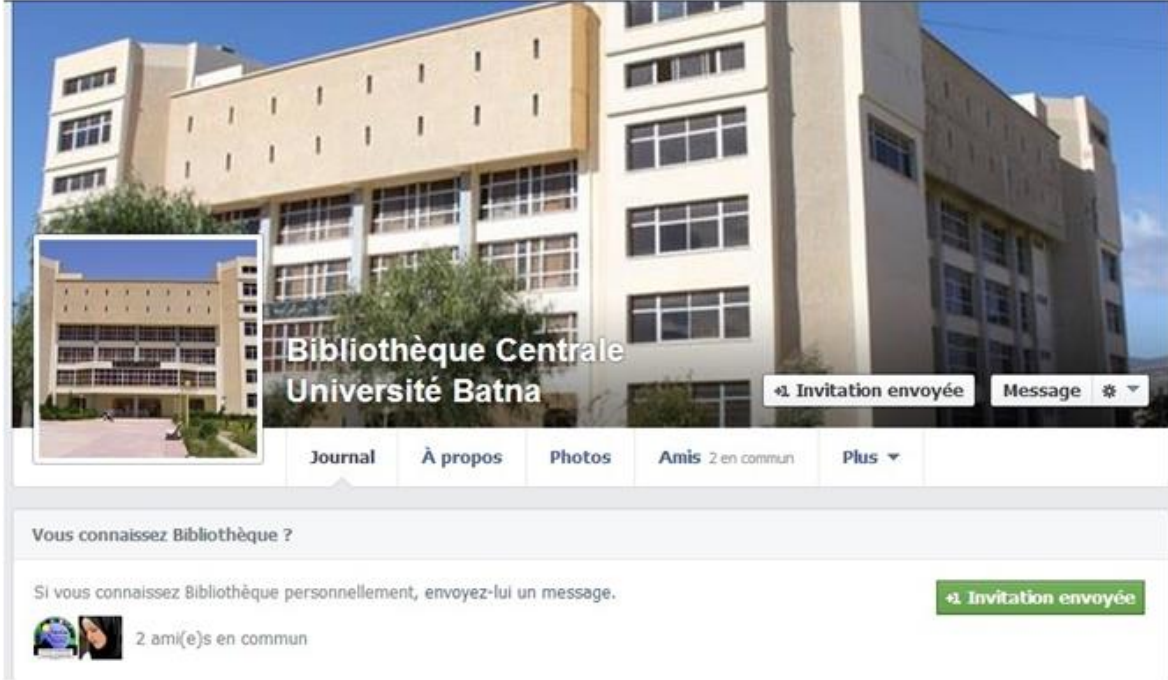 Bibliothèque Centrale
Université Batna
+1 Invitation envoyée
Message
Journal
À propos
Photos
Amis 2 en commun
Plus
Vous connaissez Bibliothèque ?
Si vous connaissez Bibliothèque personnellement, envoyez-lui un message.
+1 Invitation envoyée
2 ami(e)s en commun